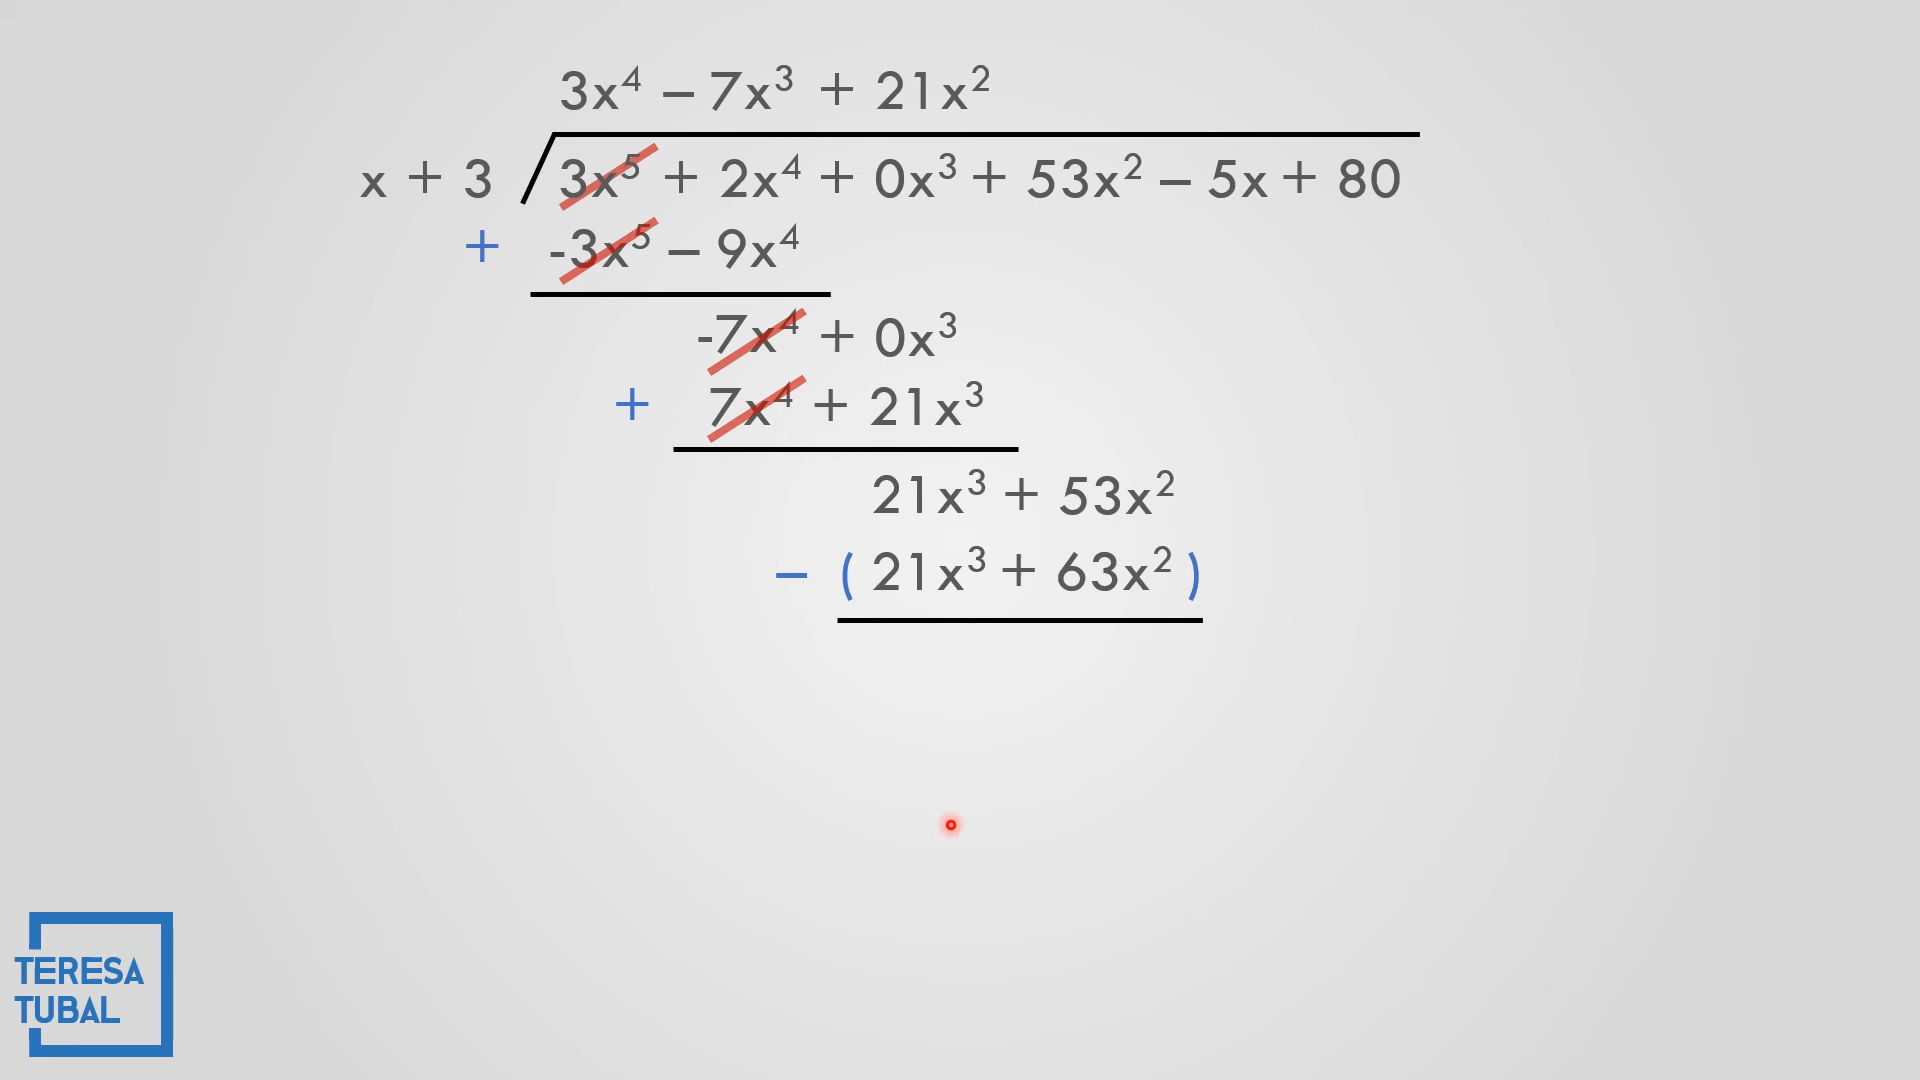 3x⁴ – 7x³ + 21x²
x + 3 3x⁵ + 2x⁴ + 0x³ + 53x² – 5x + 80
+ -3x⁵ – 9x⁴
-7x⁴ + 0x³
+ 7x⁴ + 21x³
21x³ + 53x²
– ( 21x³ + 63x² )
TERESA
TUBAL